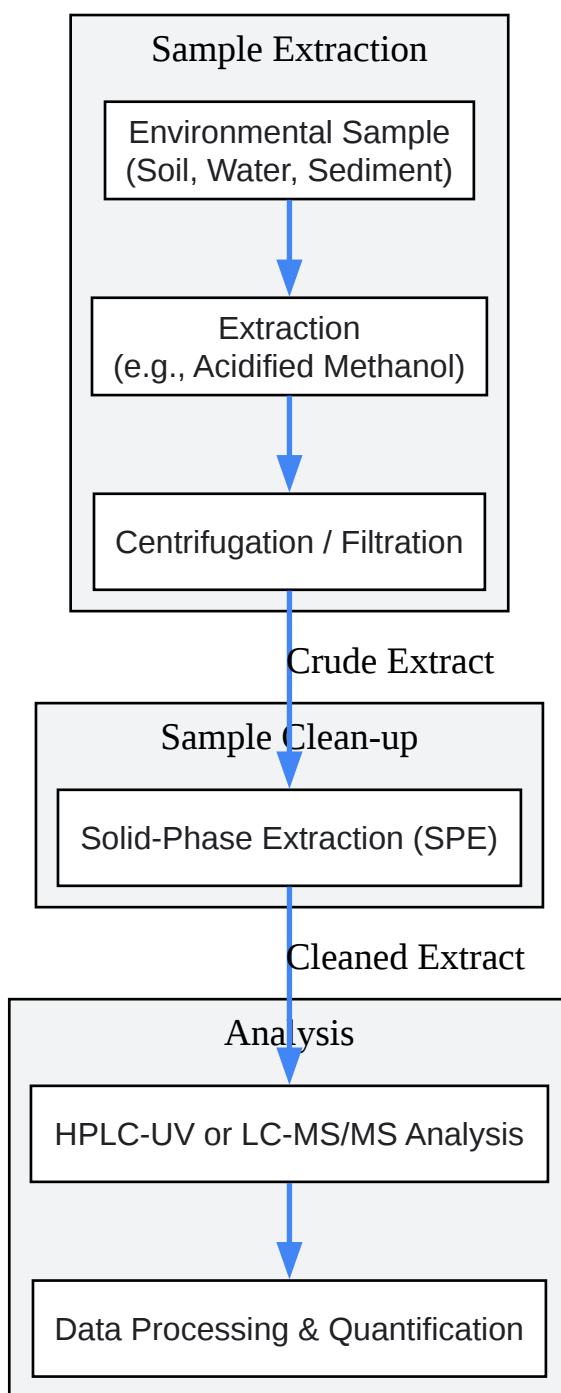 Sample Extraction
Environmental Sample
(Soil, Water, Sediment)
Extraction
(e.g., Acidified Methanol)
Centrifugation / Filtration
Crude Extract
Sample Clean-up
Solid-Phase Extraction (SPE)
Cleaned Extract
Analysis
HPLC-UV or LC-MS/MS Analysis
Data Processing & Quantification